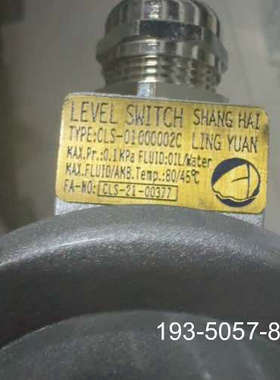 LEVEL SWITCH SHANG HAI
TYPE:CLS-01000002C LING YUAN
MAX.Pr.:0.1KPa FLUID:OIL/Water
MAX.FLUID/AMB.Temp.:80/45℃
FA-NO: CLS-21-00377
193-5057-8